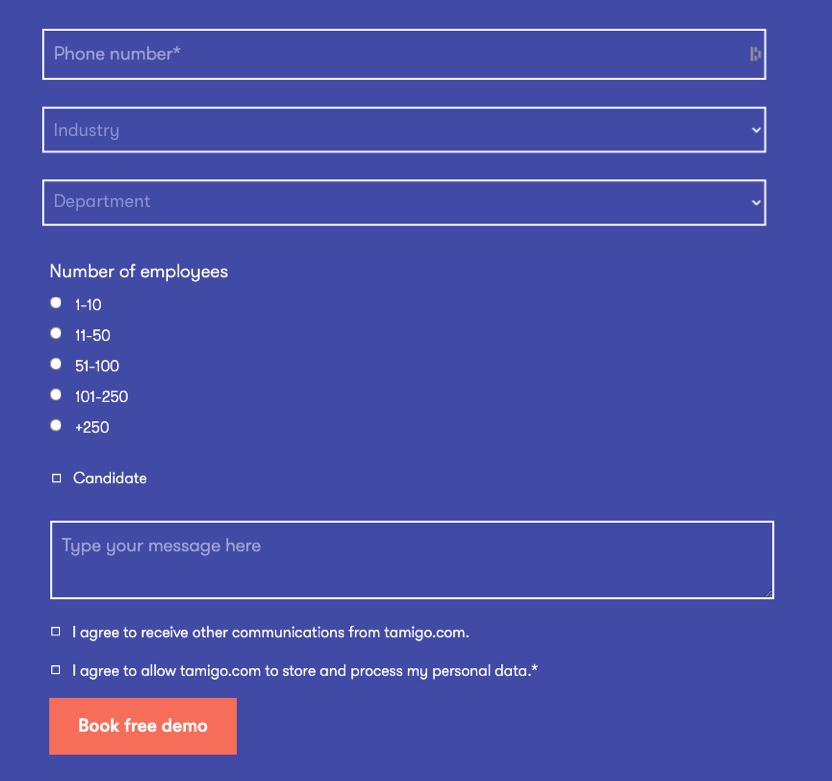 Phone number*
Industry
Department
Number of employees
1-10
11-50
51-100
101-250
+250
Candidate
Type your message here
I agree to receive other communications from tamigo.com.
I agree to allow tamigo.com to store and process my personal data.*
Book free demo